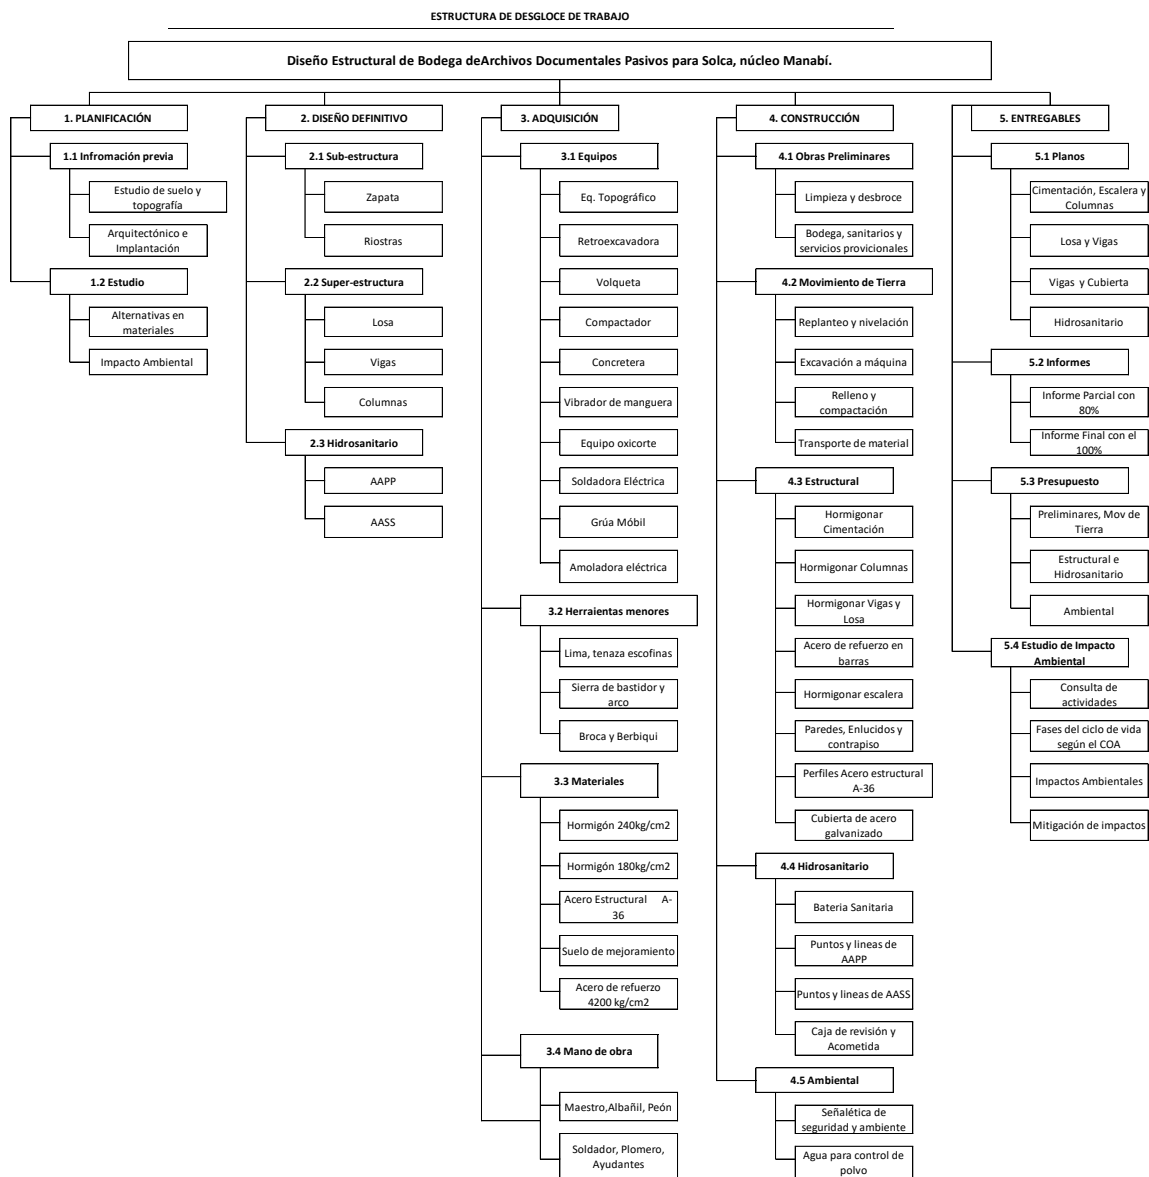 ESTRUCTURA DE DESGLOCE DE TRABAJO
Diseño Estructural de Bodega deArchivos Documentales Pasivos para Solca, núcleo Manabí.
1. PLANIFICACIÓN
1.1 Infromación previa
Estudio de suelo y
topografía
Arquitectónico e
Implantación
1.2 Estudio
Alternativas en
materiales
Impacto Ambiental
2. DISEÑO DEFINITIVO
2.1 Sub-estructura
Zapata
Riostras
2.2 Super-estructura
Losa
Vigas
Columnas
2.3 Hidrosanitario
AAPP
AASS
3. ADQUISICIÓN
3.1 Equipos
Eq. Topográfico
Retroexcavadora
Volqueta
Compactador
Concretera
Vibrador de manguera
Equipo oxicorte
Soldadora Eléctrica
Grúa Móbil
Amoladora eléctrica
3.2 Herraientas menores
Lima, tenaza escofinas
Sierra de bastidor y
arco
Broca y Berbiqui
3.3 Materiales
Hormigón 240kg/cm2
Hormigón 180kg/cm2
Acero Estructural A-
36
Suelo de mejoramiento
Acero de refuerzo
4200 kg/cm2
3.4 Mano de obra
Maestro,Albañil, Peón
Soldador, Plomero,
Ayudantes
4. CONSTRUCCIÓN
4.1 Obras Preliminares
Limpieza y desbroce
Bodega, sanitarios y
servicios provicionales
4.2 Movimiento de Tierra
Replanteo y nivelación
Excavación a máquina
Relleno y
compactación
Transporte de material
4.3 Estructural
Hormigonar
Cimentación
Hormigonar Columnas
Hormigonar Vigas y
Losa
Acero de refuerzo en
barras
Hormigonar escalera
Paredes, Enlucidos y
contrapiso
Perfiles Acero estructural
A-36
Cubierta de acero
galvanizado
4.4 Hidrosanitario
Bateria Sanitaria
Puntos y lineas de
AAPP
Puntos y lineas de AASS
Caja de revisión y
Acometida
4.5 Ambiental
Señalética de
seguridad y ambiente
Agua para control de
polvo
5. ENTREGABLES
5.1 Planos
Cimentación, Escalera y
Columnas
Losa y Vigas
Vigas y Cubierta
Hidrosanitario
5.2 Informes
Informe Parcial con
80%
Informe Final con el
100%
5.3 Presupuesto
Preliminares, Mov de
Tierra
Estructural e
Hidrosanitario
Ambiental
5.4 Estudio de Impacto
Ambiental
Consulta de
actividades
Fases del ciclo de vida
según el COA
Impactos Ambientales
Mitigación de impactos